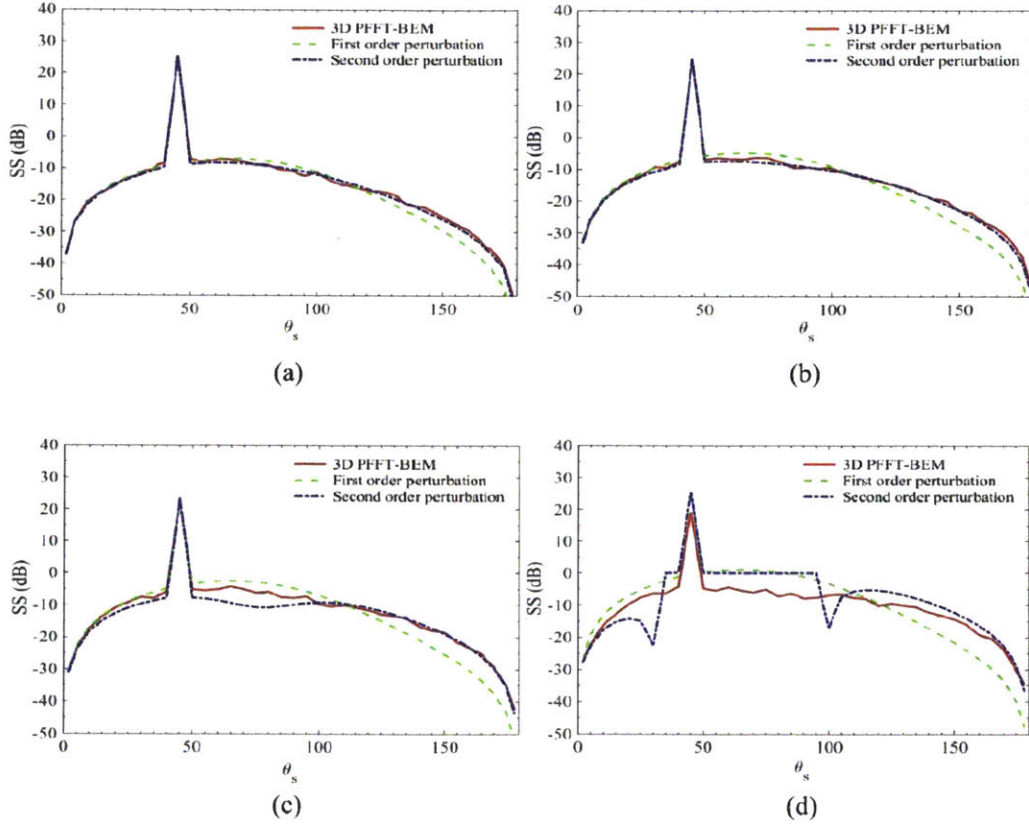 3D PFFT-BEM
First order perturbation
Second order perturbation
SS (dB)
40
30
20
10
0
-10
-20
-30
-40
-50
0
50
100
150
θs
(a)
3D PFFT-BEM
First order perturbation
Second order perturbation
SS (dB)
40
30
20
10
0
-10
-20
-30
-40
-50
0
50
100
150
θs
(b)
3D PFFT-BEM
First order perturbation
Second order perturbation
SS (dB)
40
30
20
10
0
-10
-20
-30
-40
-50
0
50
100
150
θs
(c)
3D PFFT-BEM
First order perturbation
Second order perturbation
SS (dB)
40
30
20
10
0
-10
-20
-30
-40
-50
0
50
100
150
θs
(d)